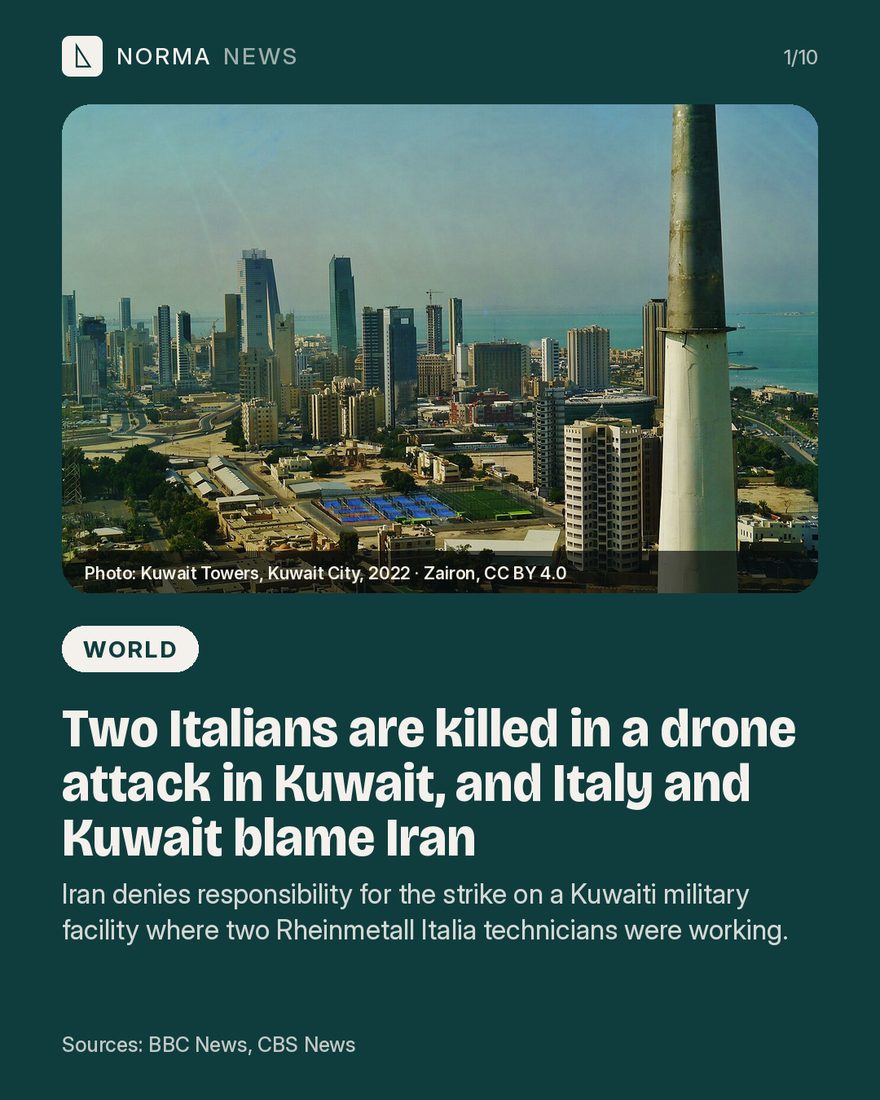 NORMA NEWS
1/10
Photo: Kuwait Towers, Kuwait City, 2022 · Zairon, CC BY 4.0
WORLD
Two Italians are killed in a drone
attack in Kuwait, and Italy and
Kuwait blame Iran
Iran denies responsibility for the strike on a Kuwaiti military
facility where two Rheinmetall Italia technicians were working.
Sources: BBC News, CBS News